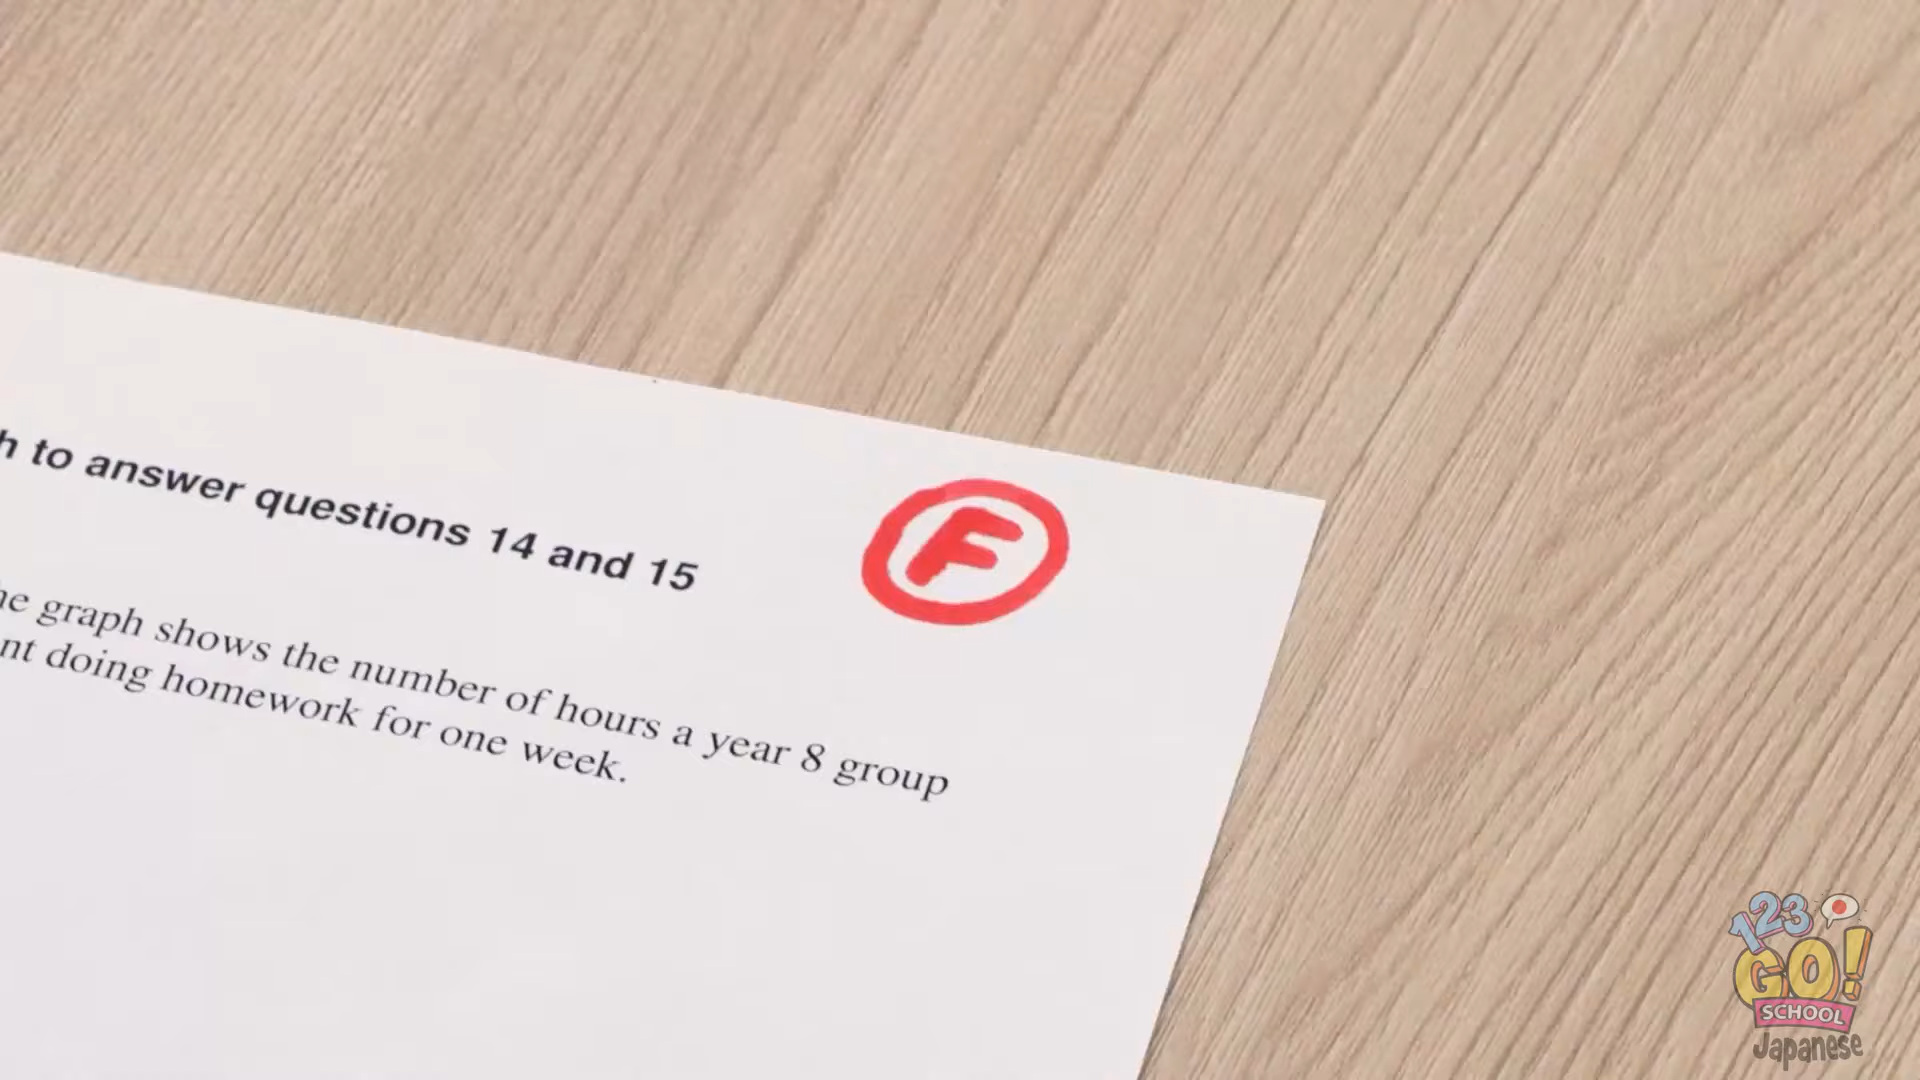 h to answer questions 14 and 15
F
he graph shows the number of hours a year 8 group
nt doing homework for one week.
123
GO!
SCHOOL
Japanese